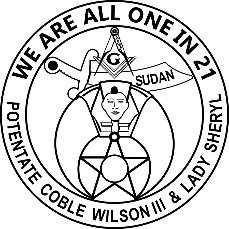 WE ARE ALL ONE IN 21
G
SUDAN
POTENTATE COBLE WILSON III & LADY SHERYL